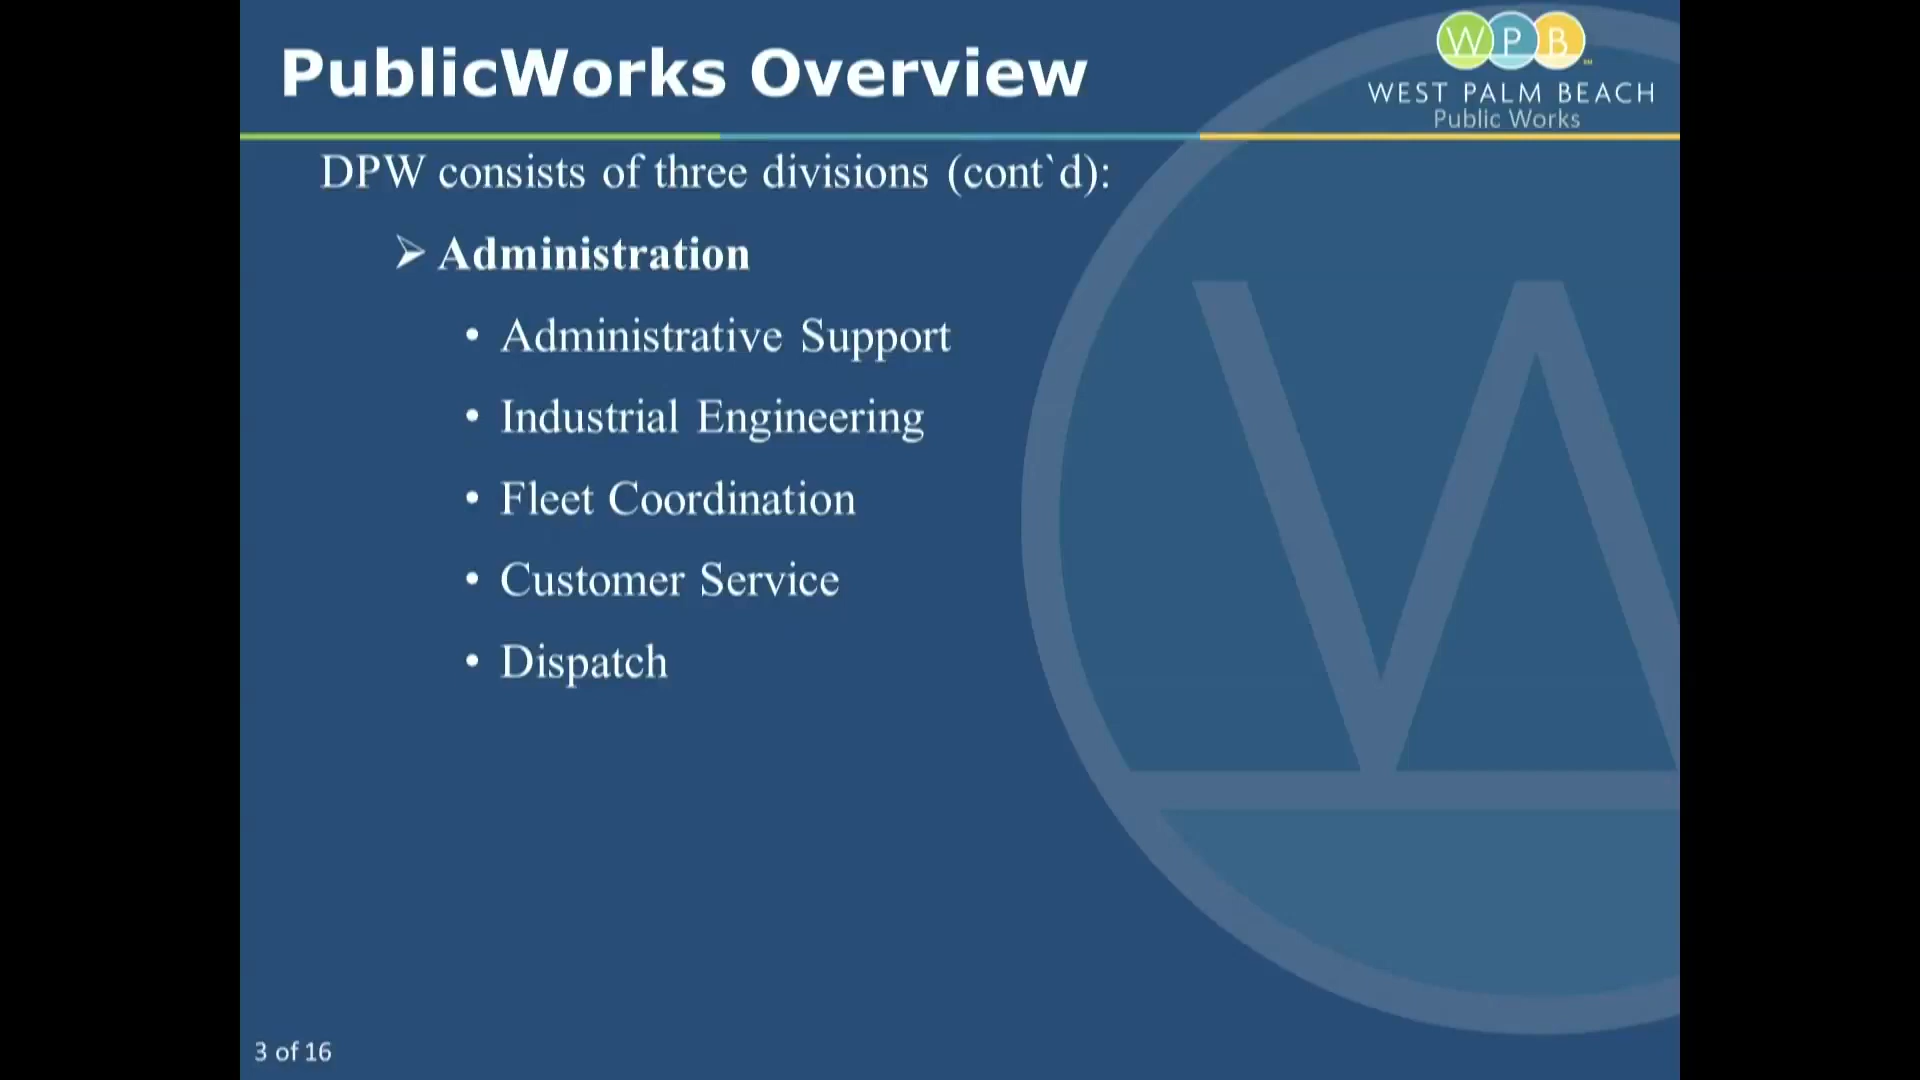 PublicWorks Overview
WPB
WEST PALM BEACH
Public Works
DPW consists of three divisions (cont`d):
➢ Administration
• Administrative Support
• Industrial Engineering
• Fleet Coordination
• Customer Service
• Dispatch
W
3 of 16